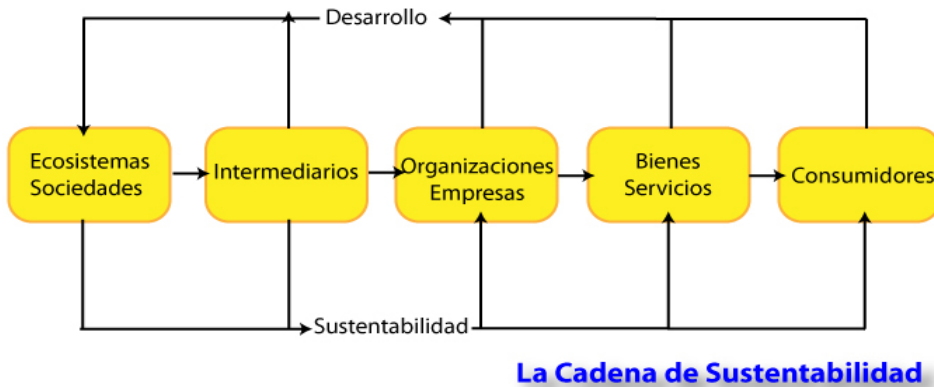 Desarrollo
Ecosistemas
Sociedades
Intermediarios
Organizaciones
Empresas
Bienes
Servicios
Consumidores
Sustentabilidad
La Cadena de Sustentabilidad